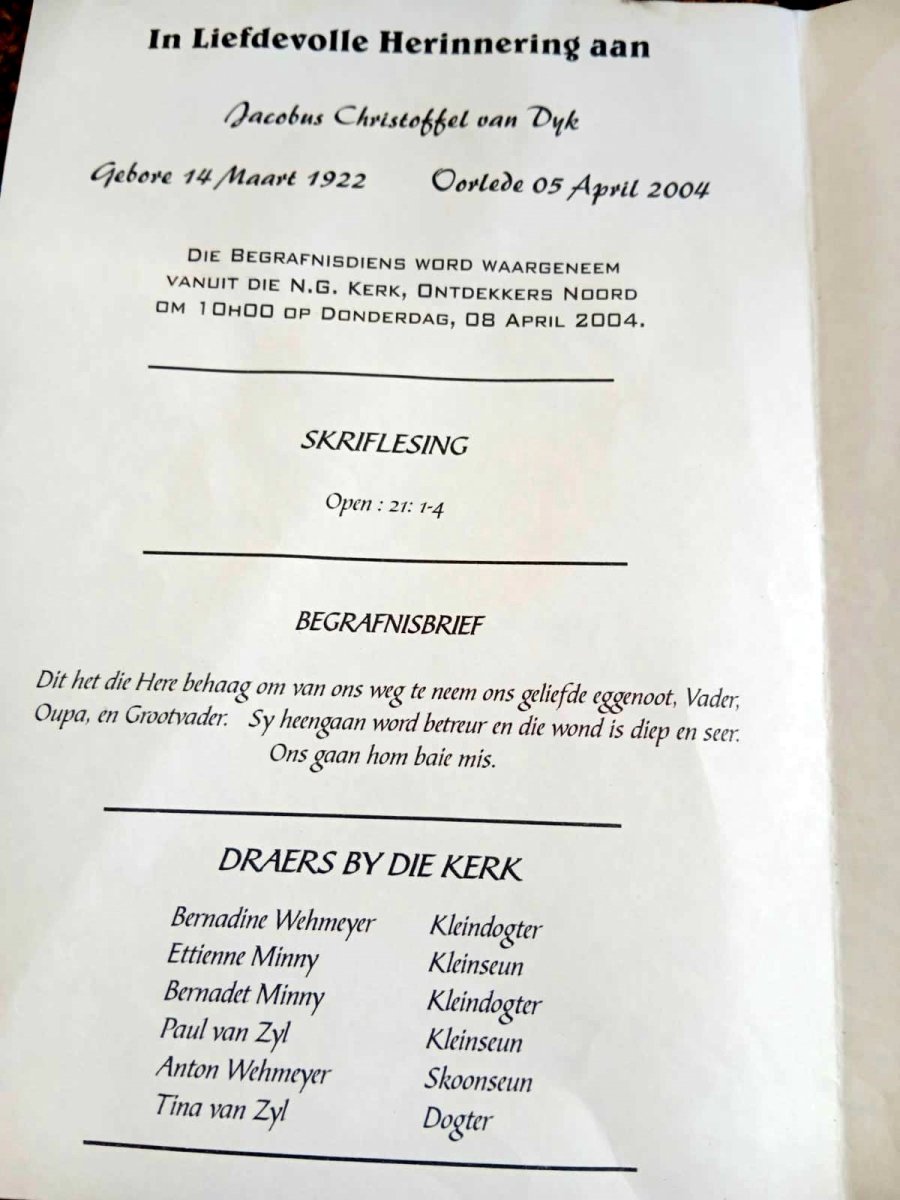 In Liefdevolle Herinnering aan
Jacobus Christoffel van Dyk
Gebore 14 Maart 1922 Oorlede 05 April 2004
DIE BEGRAFNISDIENS WORD WAARGENEEM
VANUIT DIE N.G. KERK, ONTDEKKERS NOORD
OM 10H00 OP DONDERDAG, 08 APRIL 2004.
SKRIFLESING
Open : 21: 1-4
BEGRAFNISBRIEF
Dit het die Here behaag om van ons weg te neem ons geliefde eggenoot, Vader,
Oupa, en Grootvader. Sy heengaan word betreur en die wond is diep en seer.
Ons gaan hom baie mis.
DRAERS BY DIE KERK
Bernadine Wehmeyer Kleindogter
Ettienne Minny Kleinseun
Bernadet Minny Kleindogter
Paul van Zyl Kleinseun
Anton Wehmeyer Skoonseun
Tina van Zyl Dogter